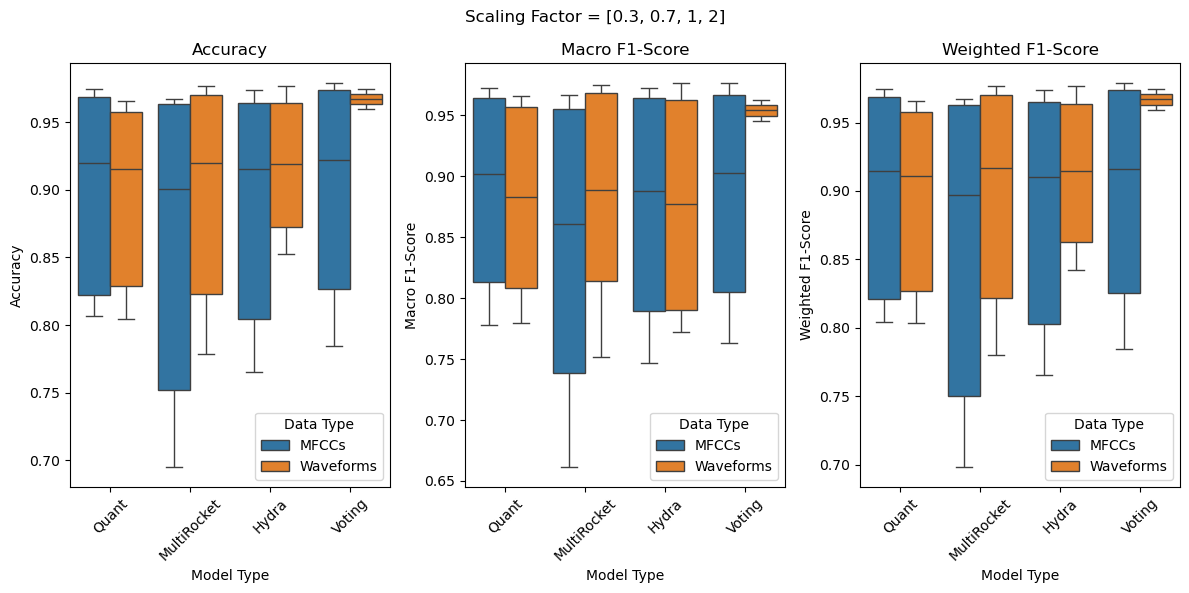 Scaling Factor = [0.3, 0.7, 1, 2]
Accuracy
Accuracy
0.95
0.90
0.85
0.80
0.75
0.70
Data Type
MFCCs
Waveforms
Quant
MultiRocket
Hydra
Voting
Model Type
Macro F1-Score
Macro F1-Score
0.95
0.90
0.85
0.80
0.75
0.70
0.65
Data Type
MFCCs
Waveforms
Quant
MultiRocket
Hydra
Voting
Model Type
Weighted F1-Score
Weighted F1-Score
0.95
0.90
0.85
0.80
0.75
0.70
Data Type
MFCCs
Waveforms
Quant
MultiRocket
Hydra
Voting
Model Type